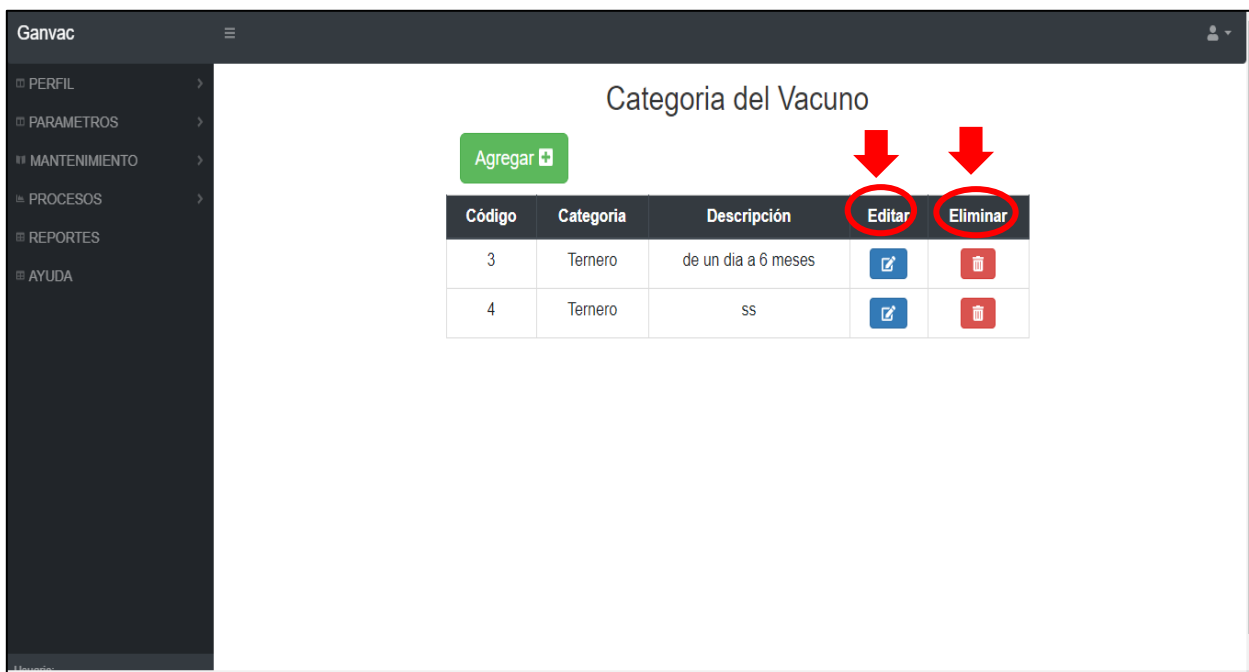 Ganvac
PERFIL
PARAMETROS
MANTENIMIENTO
PROCESOS
REPORTES
AYUDA
Categoria del Vacuno
Agregar
Código Categoria Descripción Editar Eliminar
3 Ternero de un dia a 6 meses
4 Ternero ss
Usuario: